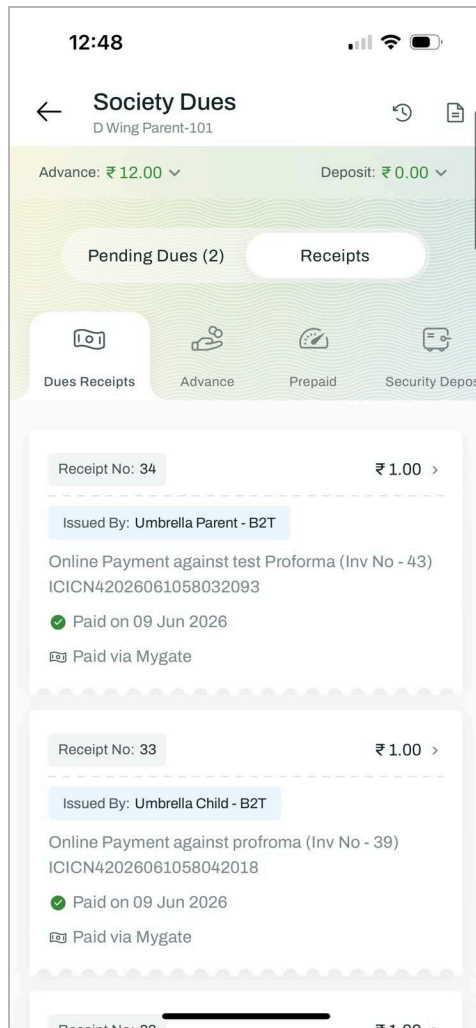 12:48
Society Dues
D Wing Parent-101
Advance: ₹ 12.00
Deposit: ₹ 0.00
Pending Dues (2)
Receipts
Dues Receipts
Advance
Prepaid
Security Depos
Receipt No: 34
₹ 1.00
Issued By: Umbrella Parent - B2T
Online Payment against test Proforma (Inv No - 43)
ICICN42026061058032093
Paid on 09 Jun 2026
Paid via Mygate
Receipt No: 33
₹ 1.00
Issued By: Umbrella Child - B2T
Online Payment against profroma (Inv No - 39)
ICICN42026061058042018
Paid on 09 Jun 2026
Paid via Mygate